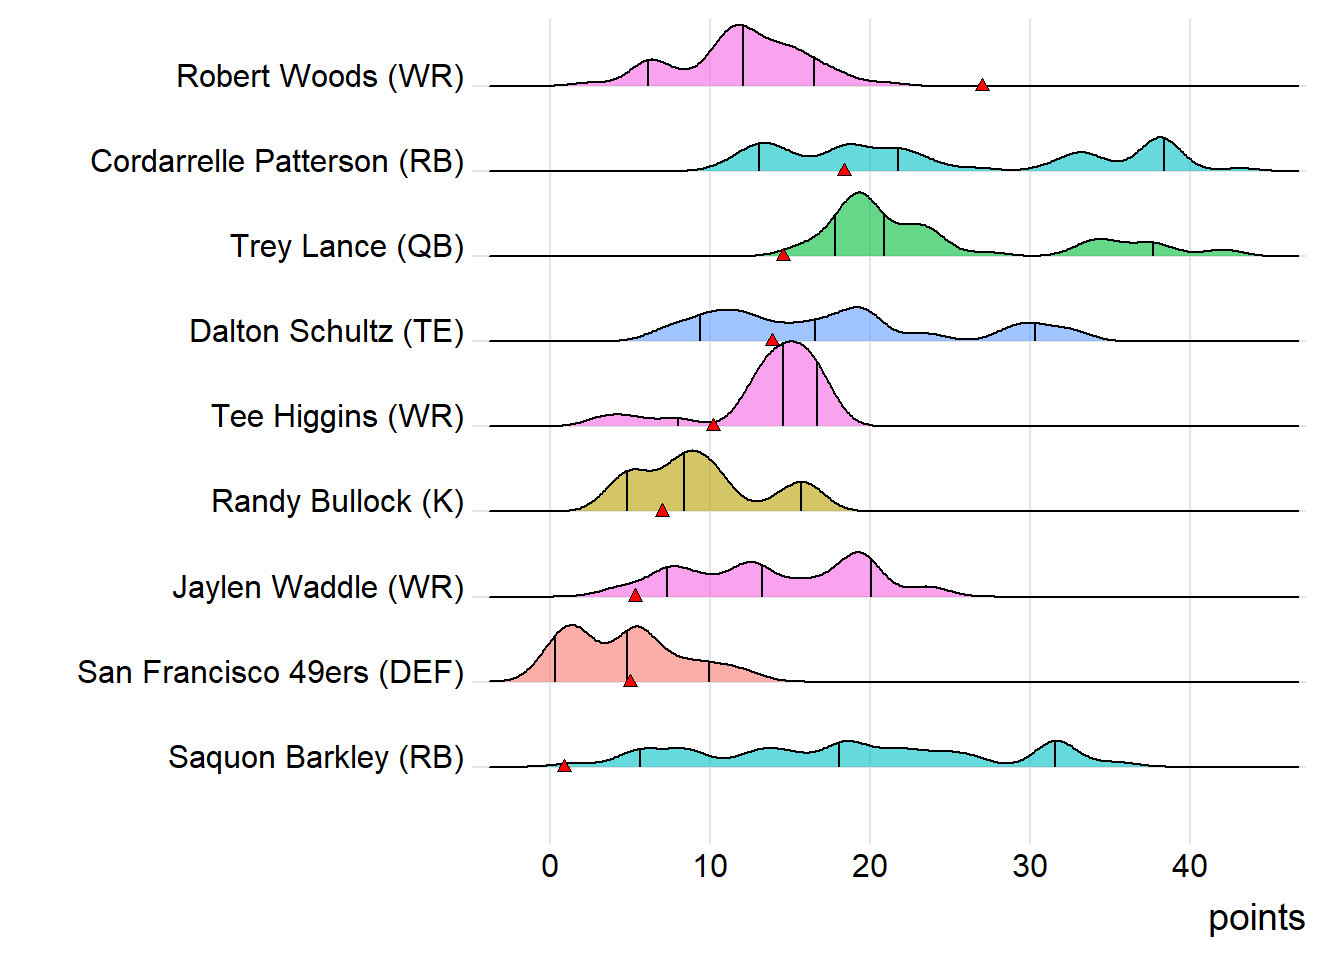 Robert Woods (WR)
Cordarrelle Patterson (RB)
Trey Lance (QB)
Dalton Schultz (TE)
Tee Higgins (WR)
Randy Bullock (K)
Jaylen Waddle (WR)
San Francisco 49ers (DEF)
Saquon Barkley (RB)
0 10 20 30 40
points